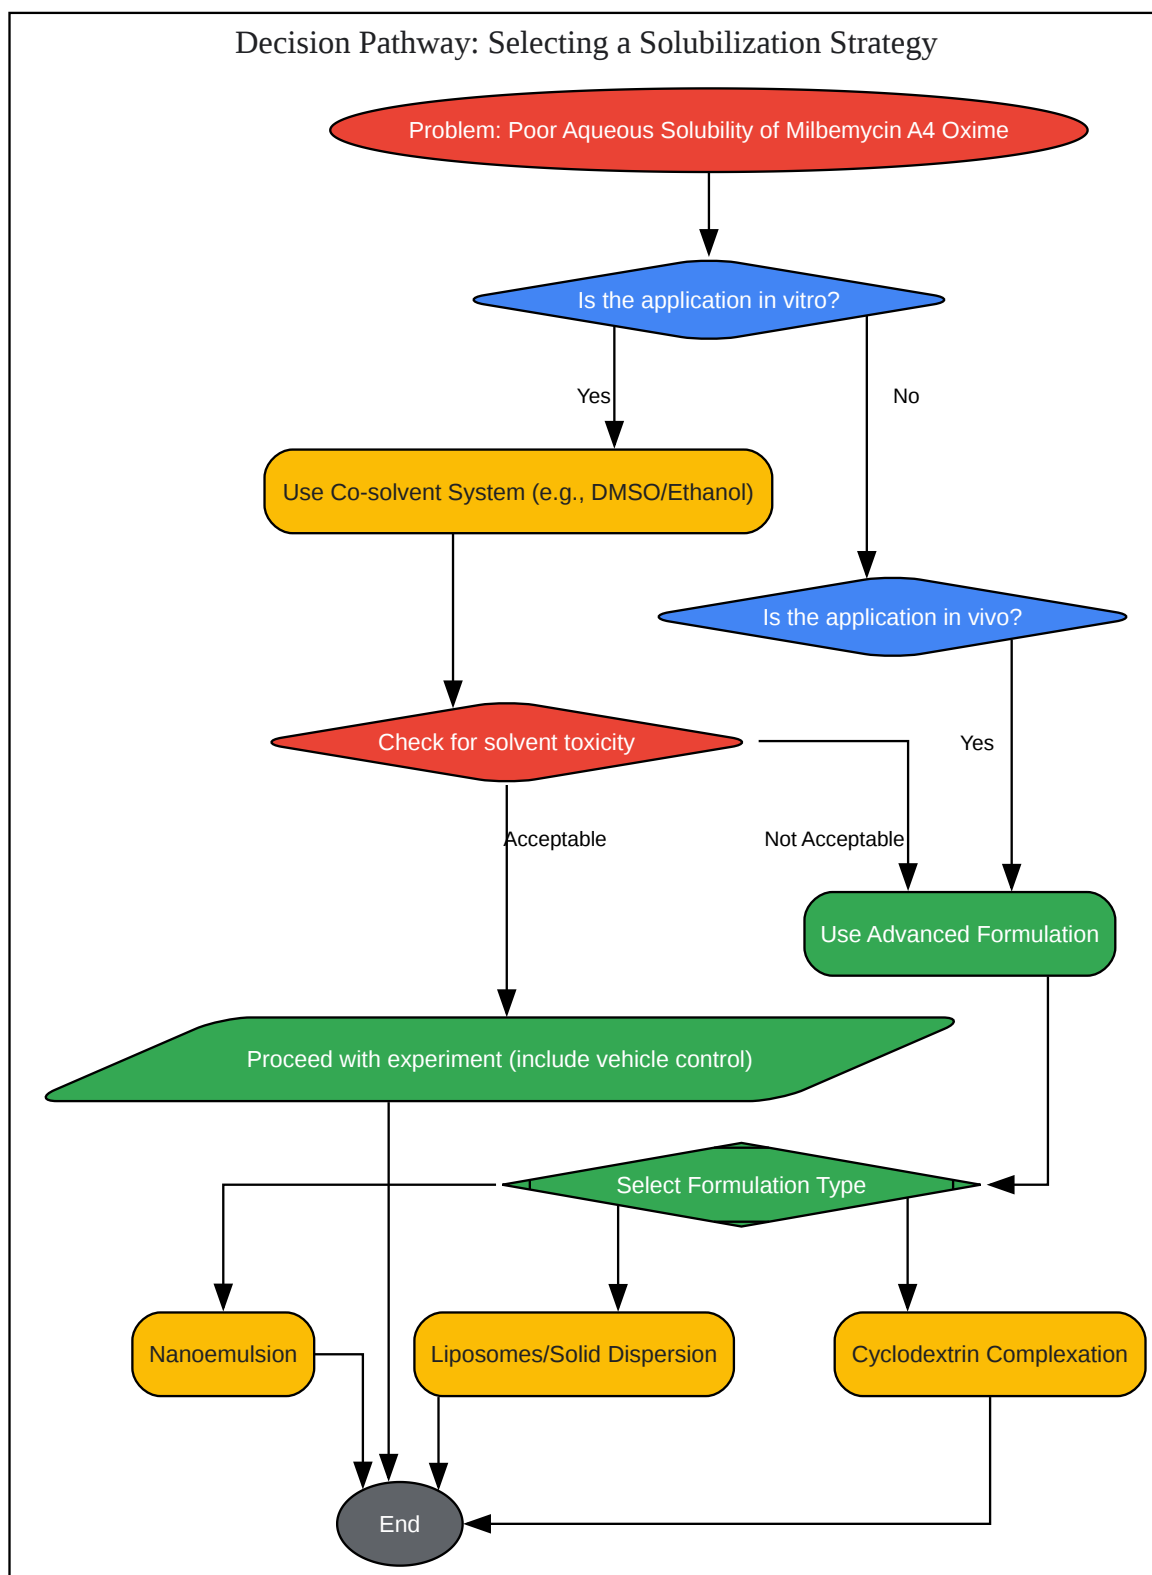 Decision Pathway: Selecting a Solubilization Strategy
Problem: Poor Aqueous Solubility of Milbemycin A4 Oxime
Is the application in vitro?
Yes
No
Use Co-solvent System (e.g., DMSO/Ethanol)
Is the application in vivo?
Check for solvent toxicity
Yes
Acceptable
Not Acceptable
Use Advanced Formulation
Proceed with experiment (include vehicle control)
Select Formulation Type
Nanoemulsion
Liposomes/Solid Dispersion
Cyclodextrin Complexation
End